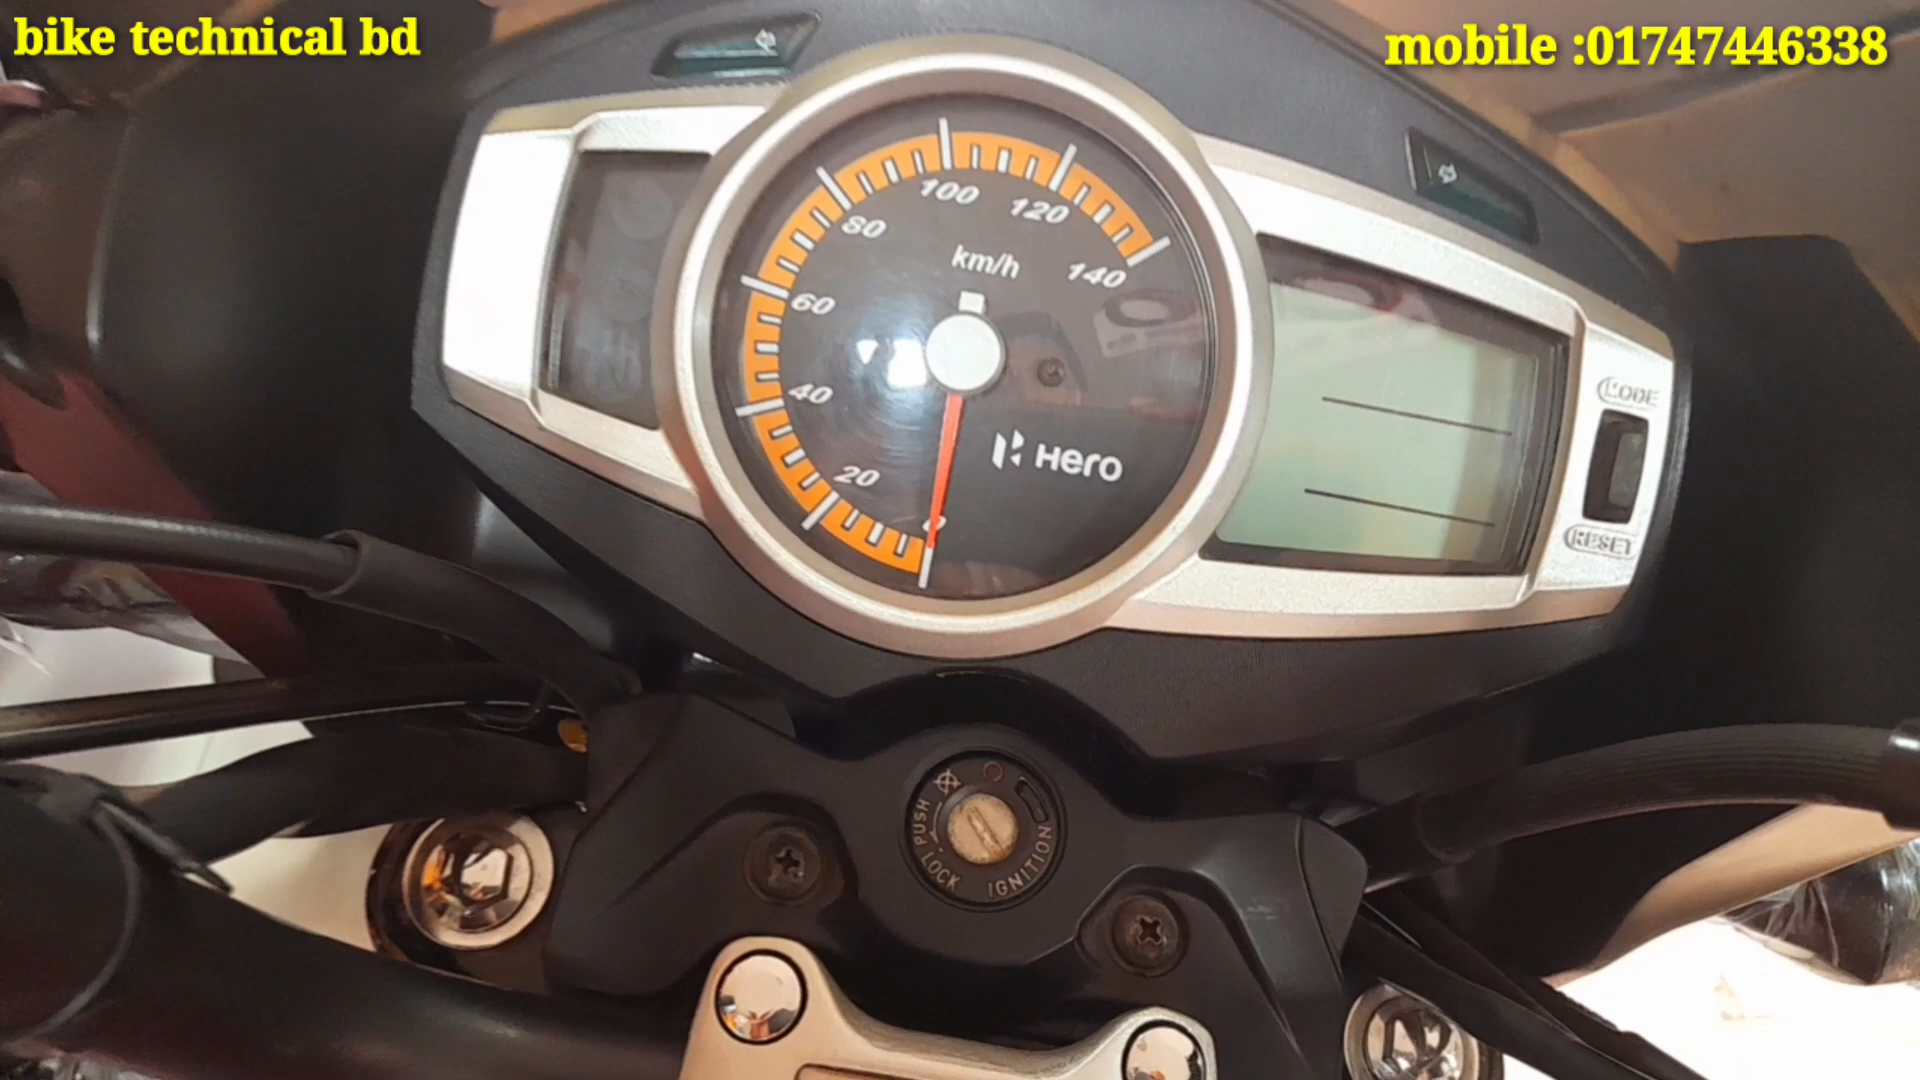 bike technical bd
mobile :01747446338
100
120
80
km/h
140
60
40
MODE
Hero
20
0
RESET
PUSH
LOCK
IGNITION